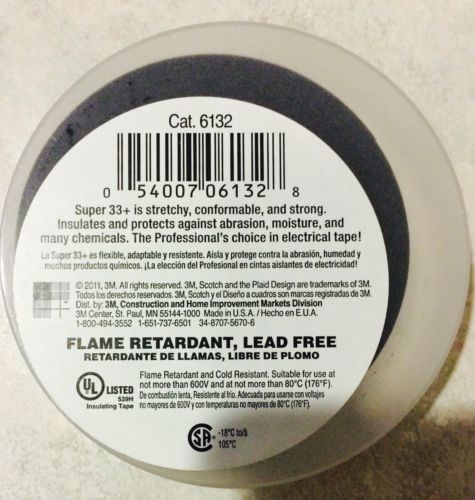 Cat. 6132
0 54007 06132 8
Super 33+ is stretchy, conformable, and strong.
Insulates and protects against abrasion, moisture, and
many chemicals. The Professional's choice in electrical tape!
La Super 33+ es flexible, adaptable y resistente. Aisla y protege contra la abrasión, humedad y
muchos productos químicos. ¡La elección del Profesional en cintas aislantes de electricidad!
© 2011, 3M. All rights reserved. 3M, Scotch and the Plaid Design are trademarks of 3M.
Todos los derechos reservados. 3M, Scotch y el Diseño a cuadros son marcas registradas de 3M.
Dist. by: 3M, Construction and Home Improvement Markets Division
3M Center, St. Paul, MN 55144-1000 Made in U.S.A. / Hecho en E.U.A.
1-800-494-3552 1-651-737-6501 34-8707-5670-6
FLAME RETARDANT, LEAD FREE
RETARDANTE DE LLAMAS, LIBRE DE PLOMO
UL LISTED
539H
Insulating Tape
Flame Retardant and Cold Resistant. Suitable for use at
not more than 600V and at not more than 80°C (176°F).
De combustión lenta, Resistente al frío. Adecuada para usarse con voltajes
no mayores de 600V y con temperaturas no mayores de 80°C (176°F).
SA -18°C to/à
105°C